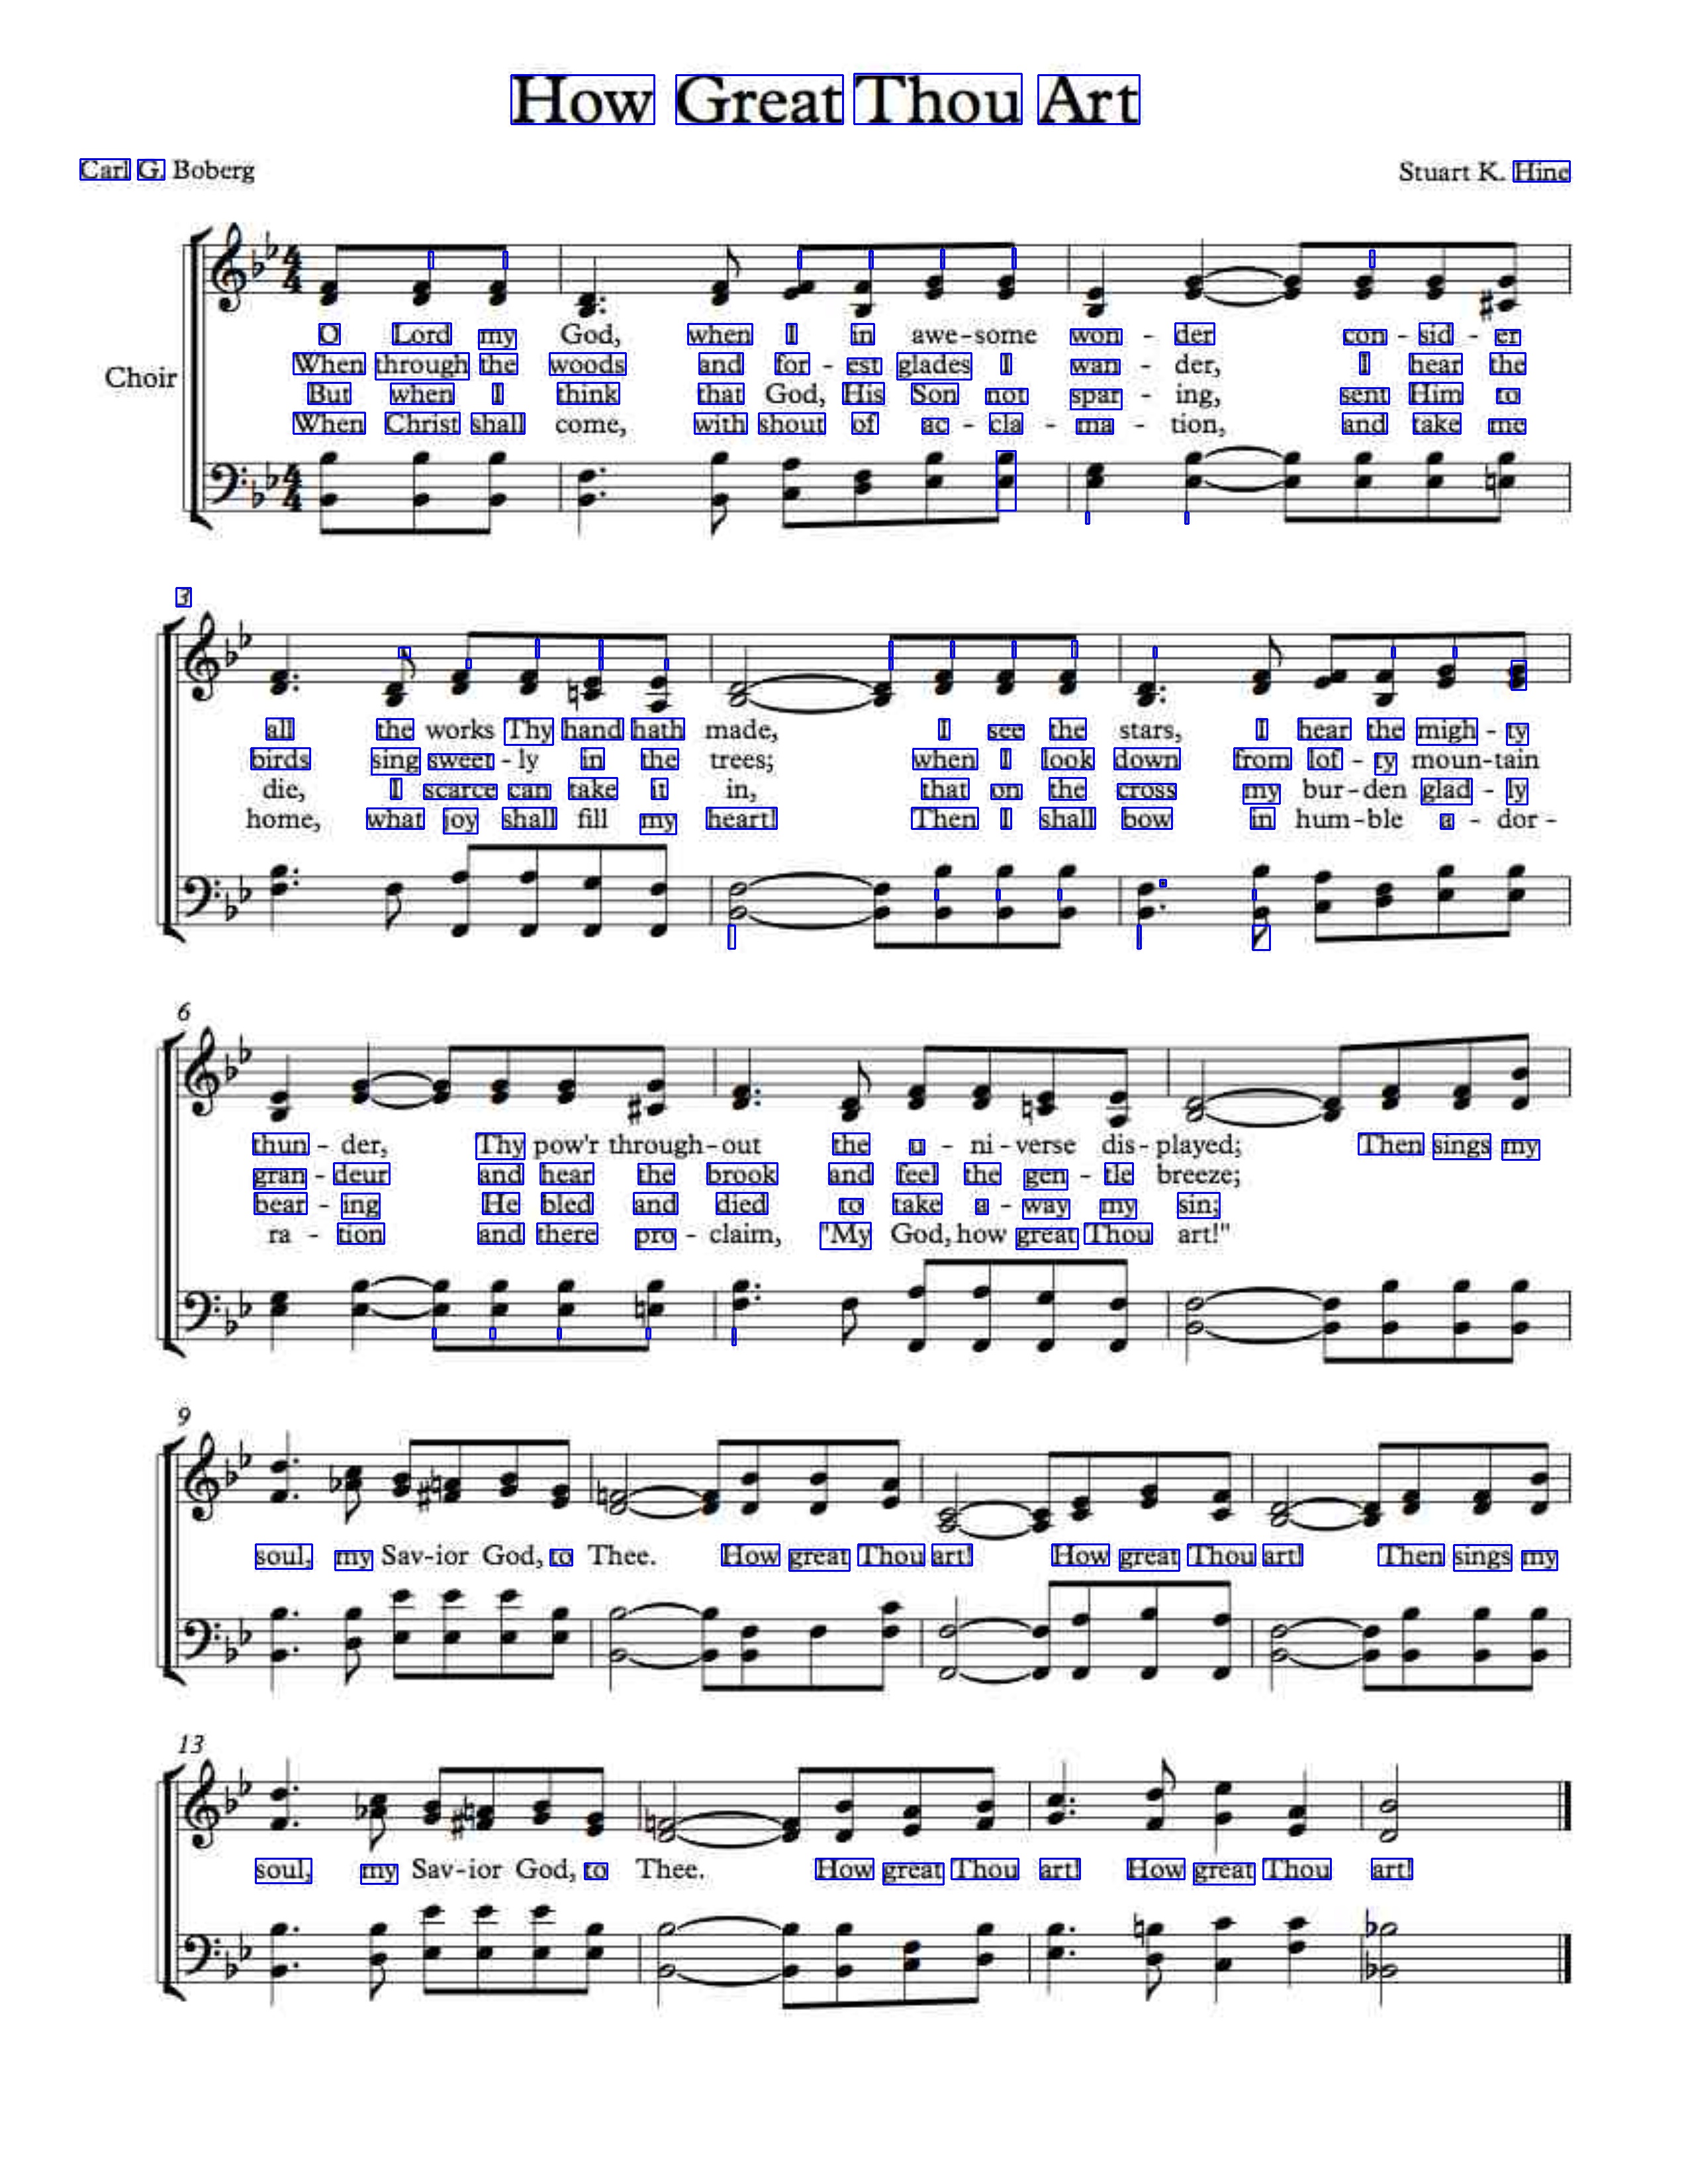 How Great Thou Art
Carl G. Boberg
Stuart K. Hine
Choir
O Lord my God, when I in awe-some won - der con - sid - er
When through the woods and for - est glades I wan - der, I hear the
But when I think that God, His Son not spar - ing, sent Him to
When Christ shall come, with shout of ac - cla - ma - tion, and take me
3
all the works Thy hand hath made, I see the stars, I hear the migh - ty
birds sing sweet - ly in the trees; when I look down from lof - ty moun-tain
die, I scarce can take it in, that on the cross my bur-den glad - ly
home, what joy shall fill my heart! Then I shall bow in hum-ble a - dor -
6
thun - der, Thy pow'r through-out the u - ni-verse dis-played; Then sings my
gran - deur and hear the brook and feel the gen - tle breeze;
bear - ing He bled and died to take a - way my sin;
ra - tion and there pro - claim, "My God, how great Thou art!"
9
soul, my Sav-ior God, to Thee. How great Thou art! How great Thou art! Then sings my
13
soul, my Sav-ior God, to Thee. How great Thou art! How great Thou art!